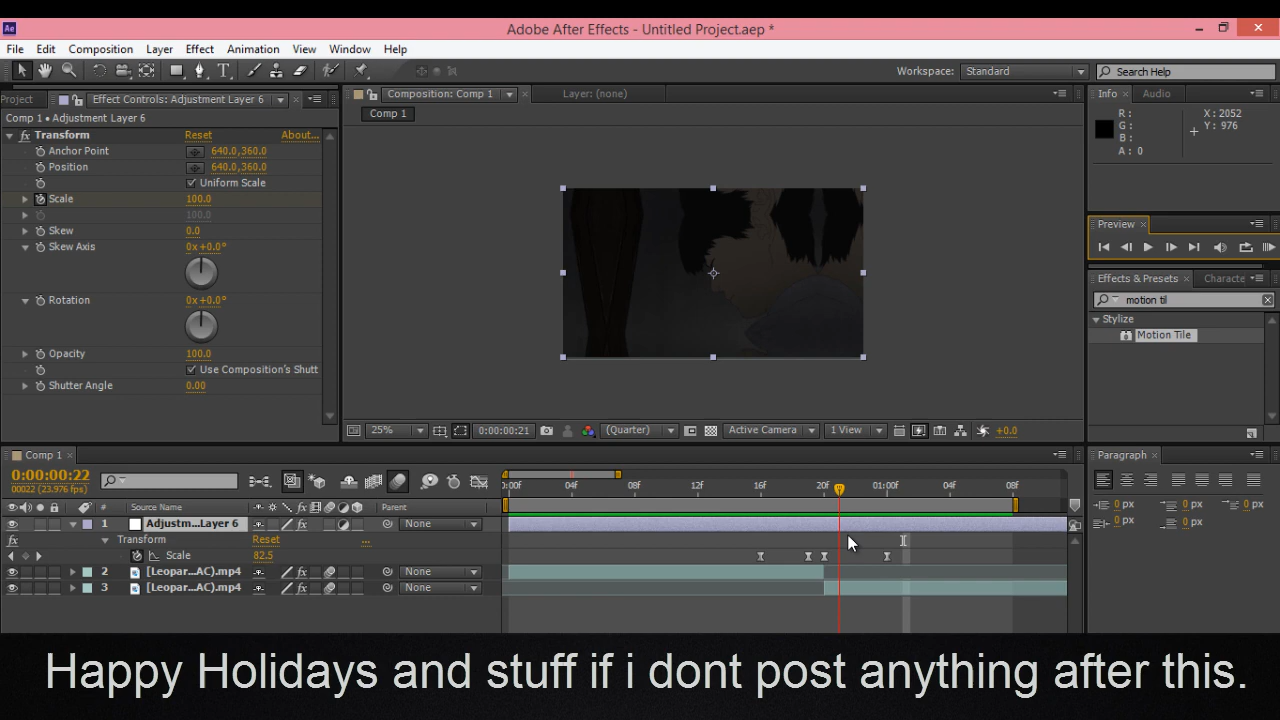 Adobe After Effects - Untitled Project.aep *
File Edit Composition Layer Effect Animation View Window Help
Workspace: Standard Search Help
Project Effect Controls: Adjustment Layer 6
Comp 1 • Adjustment Layer 6
Transform Reset About...
Anchor Point 640.0,360.0
Position 640.0,360.0
Uniform Scale
Scale 100.0
100.0
Skew 0.0
Skew Axis 0x+0.0°
Rotation 0x+0.0°
Opacity 100.0
Use Composition's Shutt
Shutter Angle 0.00
Composition: Comp 1 Layer: (none)
Comp 1
25% 0:00:00:21 (Quarter) Active Camera 1 View +0.0
Info Audio
R: X: 2052
G: Y: 976
B:
A: 0
Preview
Effects & Presets Characte
motion til
Stylize
Motion Tile
Paragraph
0 px 0 px 0 px
0 px 0 px
Comp 1
0:00:00:22
00022 (23.976 fps)
:00f 04f 08f 12f 16f 20f 01:00f 04f 08f
# Source Name Parent
1 Adjustm...Layer 6 None
Transform Reset ...
Scale 82.5
2 [Leopar...AC).mp4 None
3 [Leopar...AC).mp4 None
Happy Holidays and stuff if i dont post anything after this.